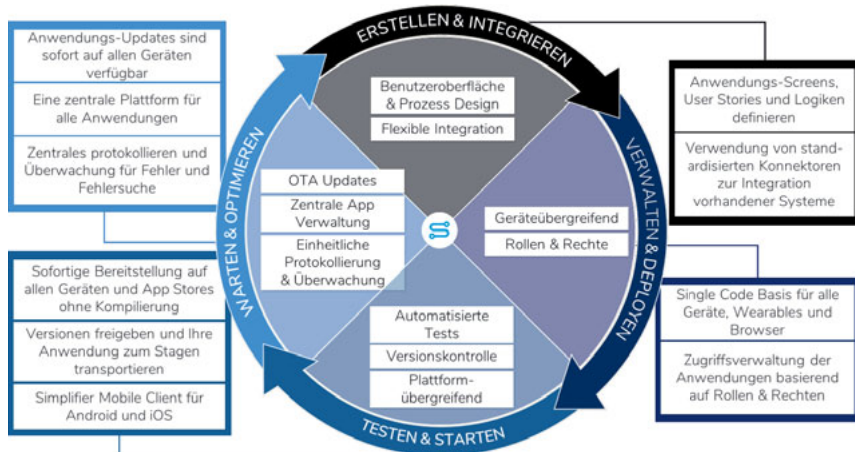 ERSTELLEN & INTEGRIEREN
Anwendungs-Updates sind
sofort auf allen Geräten
verfügbar
Eine zentrale Plattform für
alle Anwendungen
Zentrales protokollieren und
Überwachung für Fehler und
Fehlersuche
Benutzeroberfläche
& Prozess Design
Flexible Integration
Anwendungs-Screens,
User Stories und Logiken
definieren
Verwendung von stand-
ardisierten Konnektoren
zur Integration
vorhandener Systeme
WARTEN & OPTIMIEREN
OTA Updates
Zentrale App
Verwaltung
Einheitliche
Protokollierung
& Überwachung
Geräteübergreifend
Rollen & Rechte
VERWALTEN & DEPLOYEN
Sofortige Bereitstellung auf
allen Geräten und App Stores
ohne Kompilierung
Versionen freigeben und Ihre
Anwendung zum Stagen
transportieren
Simplifier Mobile Client für
Android und iOS
Automatisierte
Tests
Versionskontrolle
Plattform-
übergreifend
Single Code Basis für alle
Geräte, Wearables und
Browser
Zugriffsverwaltung der
Anwendungen basierend
auf Rollen & Rechten
TESTEN & STARTEN